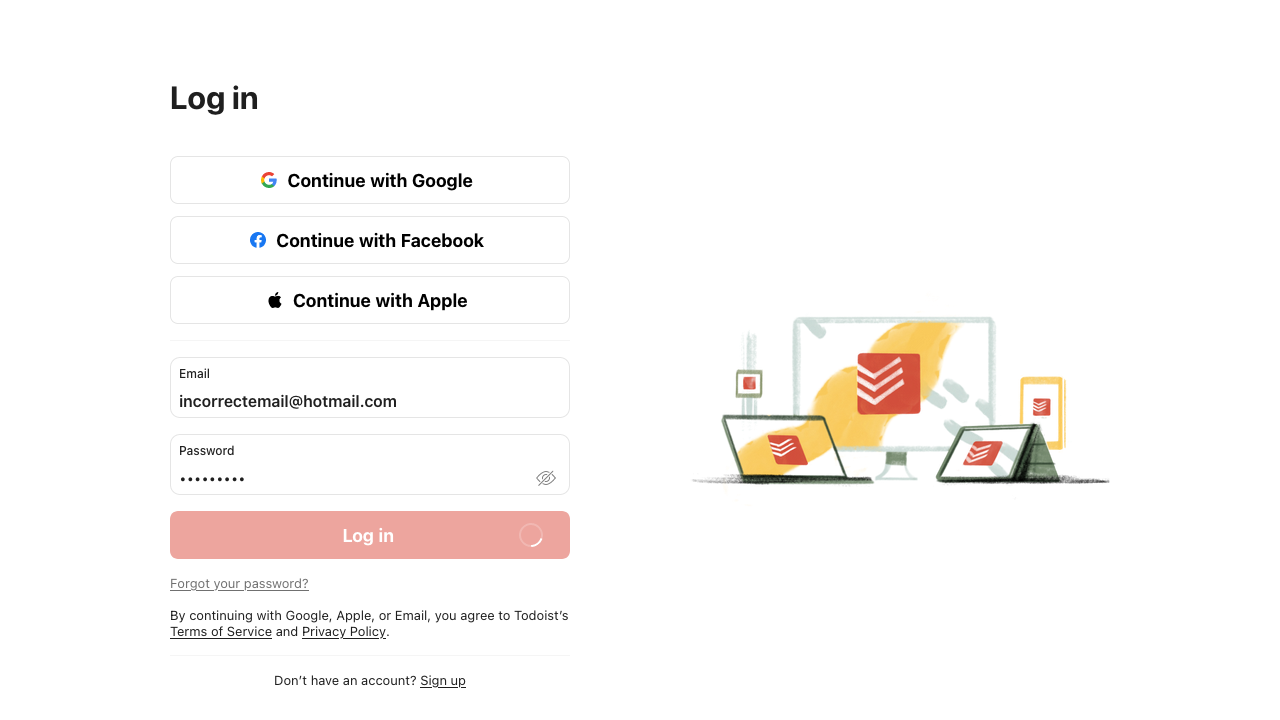 Log in
Continue with Google
Continue with Facebook
Continue with Apple
Email
incorrectemail@hotmail.com
Password
•••••••••
Log in
Forgot your password?
By continuing with Google, Apple, or Email, you agree to Todoist's
Terms of Service and Privacy Policy.
Don't have an account? Sign up